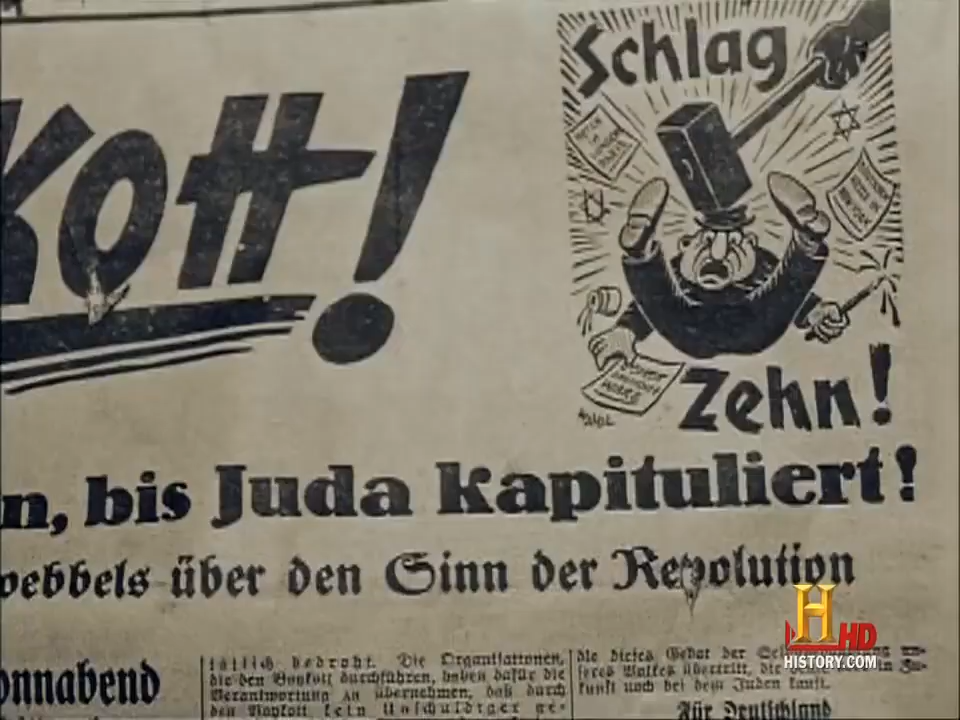 Schlag
kott!
Zehn!
n, bis Juda kapituliert!
oebbels über den Sinn der Revolution
onnabend
bedroht. Die Organisationen,
die den Boykott durchführen, haben dafür die
Verantwortung zu übernehmen, daß durch
den Boykott kein Unschuldiger ge-
die dieses Gebot der
seres Volkes übertritt, die
kunft noch bei dem Juden kauft.
Für Deutschland
H HD
HISTORY.COM